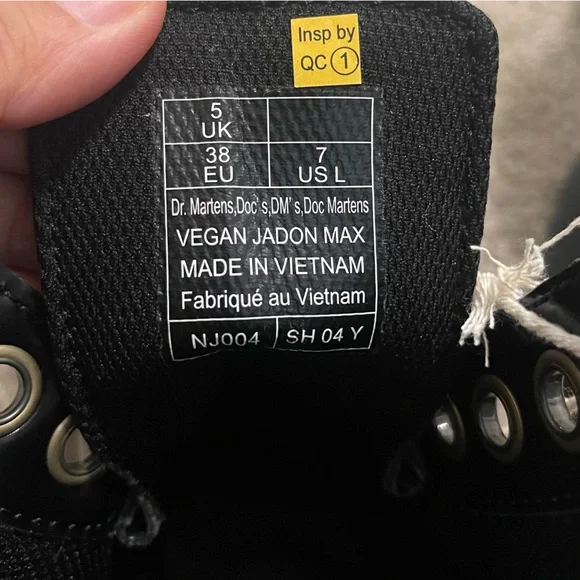 Insp by
QC 1
5
UK
38
EU
7
US L
Dr. Martens,Doc's,DM's,Doc Martens
VEGAN JADON MAX
MADE IN VIETNAM
Fabriqué au Vietnam
NJ004 SH 04 Y